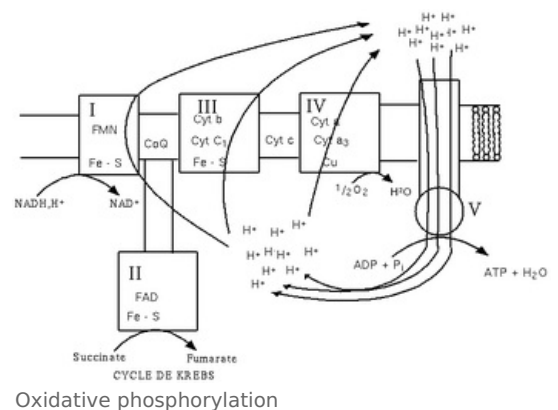 H⁺ H⁺
H⁺ H⁺ H⁺ H⁺
H⁺ H⁺
I
FMN
Fe - S
CoQ
III
Cyt b
Cyt C₁
Fe - S
Cyt c
IV
Cyt a
Cyt a₃
Cu
NADH,H⁺
NAD⁺
1/2O₂
H²O
V
H⁺ H⁺ H⁺
H⁺ H⁺ H⁺ H⁺
H⁺ H⁺
H⁺
ADP + Pᵢ
ATP + H₂O
II
FAD
Fe - S
Succinate
Fumarate
CYCLE DE KREBS
Oxidative phosphorylation